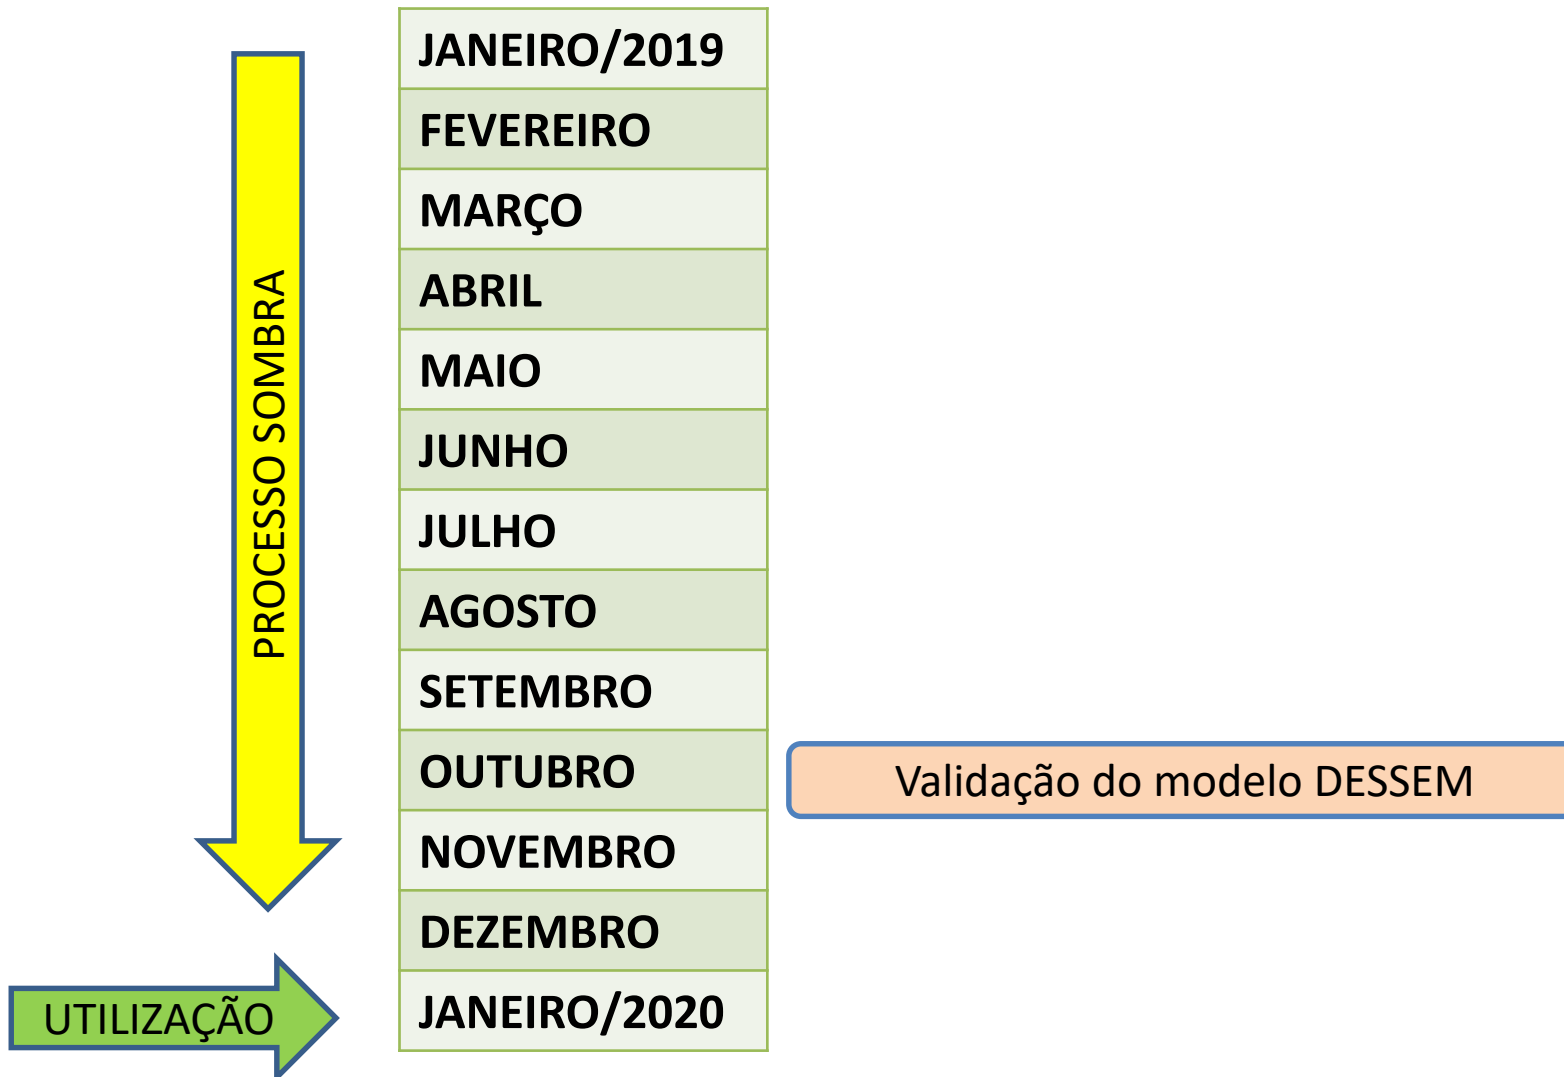 JANEIRO/2019
FEVEREIRO
MARÇO
ABRIL
MAIO
JUNHO
JULHO
AGOSTO
SETEMBRO
OUTUBRO
NOVEMBRO
DEZEMBRO
JANEIRO/2020
PROCESSO SOMBRA
UTILIZAÇÃO
Validação do modelo DESSEM